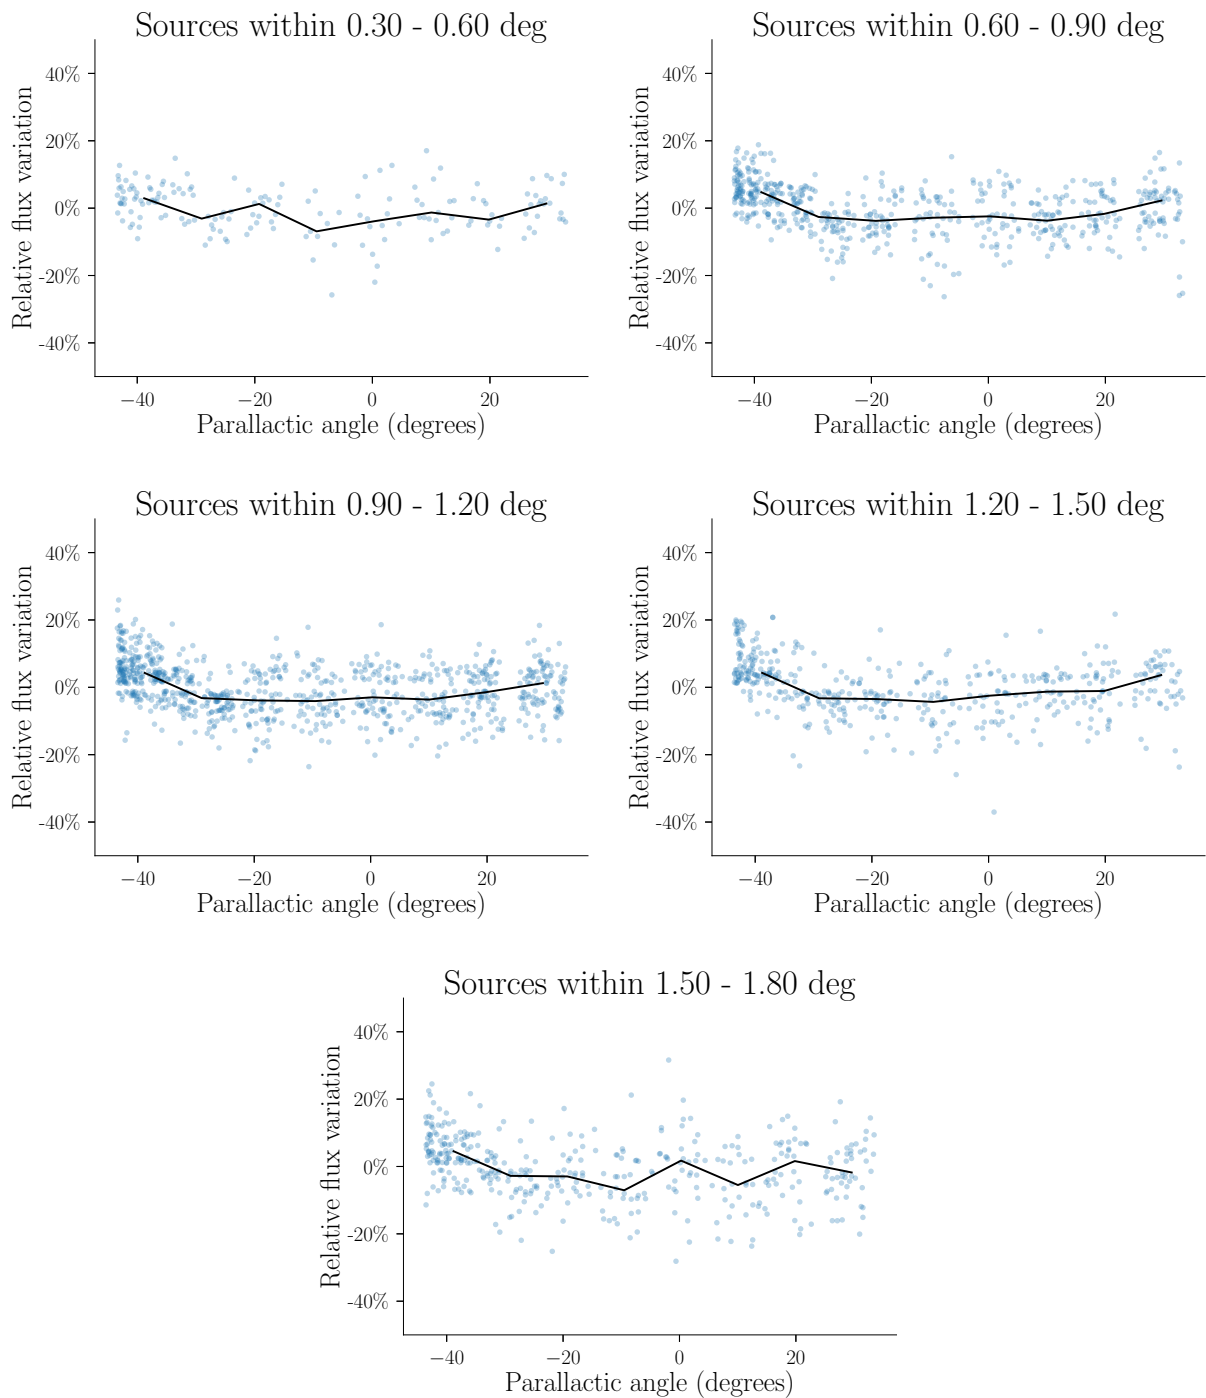 Sources within 0.30 - 0.60 deg
Relative flux variation
40%
20%
0%
-20%
-40%
−40 −20 0 20
Parallactic angle (degrees)
Sources within 0.60 - 0.90 deg
Relative flux variation
40%
20%
0%
-20%
-40%
−40 −20 0 20
Parallactic angle (degrees)
Sources within 0.90 - 1.20 deg
Relative flux variation
40%
20%
0%
-20%
-40%
−40 −20 0 20
Parallactic angle (degrees)
Sources within 1.20 - 1.50 deg
Relative flux variation
40%
20%
0%
-20%
-40%
−40 −20 0 20
Parallactic angle (degrees)
Sources within 1.50 - 1.80 deg
Relative flux variation
40%
20%
0%
-20%
-40%
−40 −20 0 20
Parallactic angle (degrees)